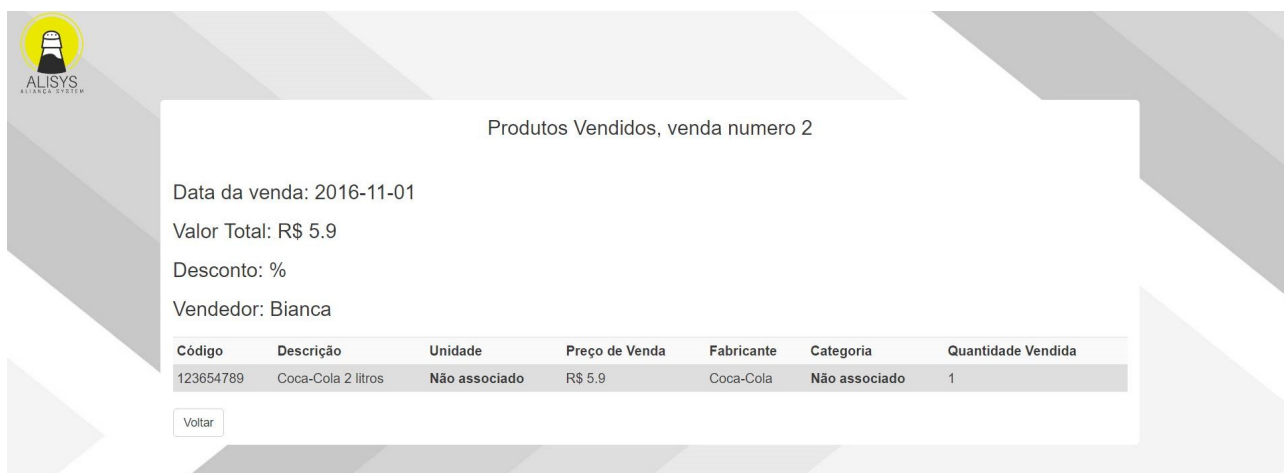 ALISYS
ALIANÇA SYSTEM
Produtos Vendidos, venda numero 2
Data da venda: 2016-11-01
Valor Total: R$ 5.9
Desconto: %
Vendedor: Bianca
Código Descrição Unidade Preço de Venda Fabricante Categoria Quantidade Vendida
123654789 Coca-Cola 2 litros Não associado R$ 5.9 Coca-Cola Não associado 1
Voltar